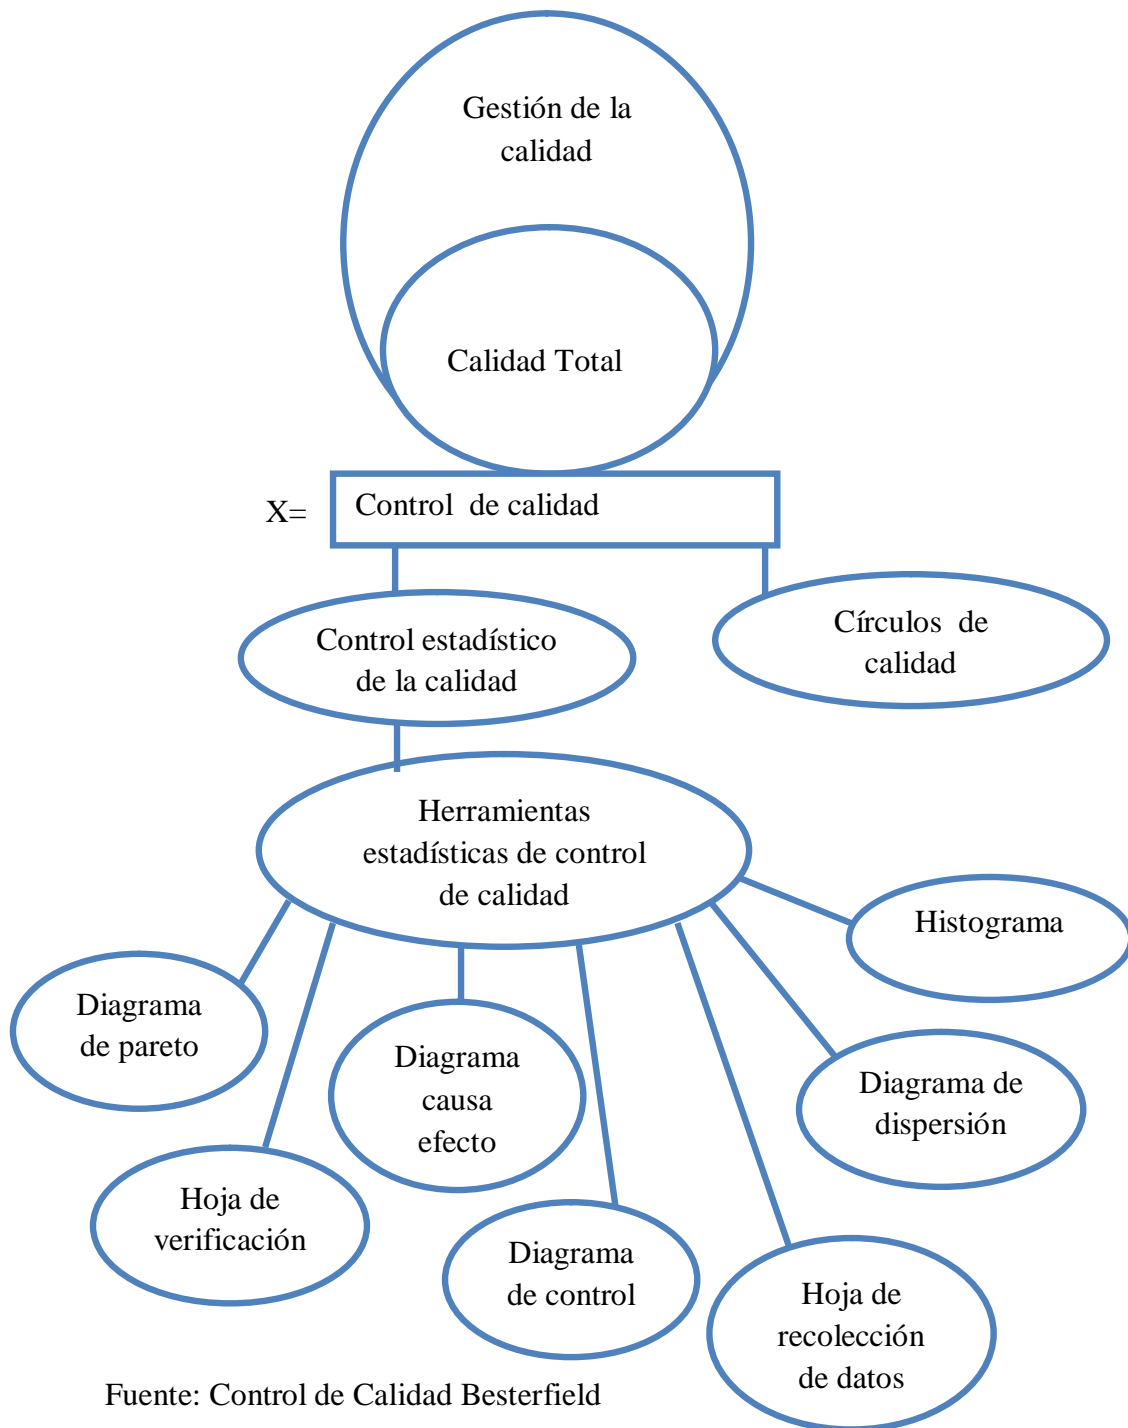 Gestión de la
calidad
Calidad Total
X=
Control de calidad
Control estadístico
de la calidad
Círculos de
calidad
Herramientas
estadísticas de control
de calidad
Histograma
Diagrama
de pareto
Diagrama
causa
efecto
Diagrama de
dispersión
Hoja de
verificación
Diagrama
de control
Hoja de
recolección
de datos
Fuente: Control de Calidad Besterfield